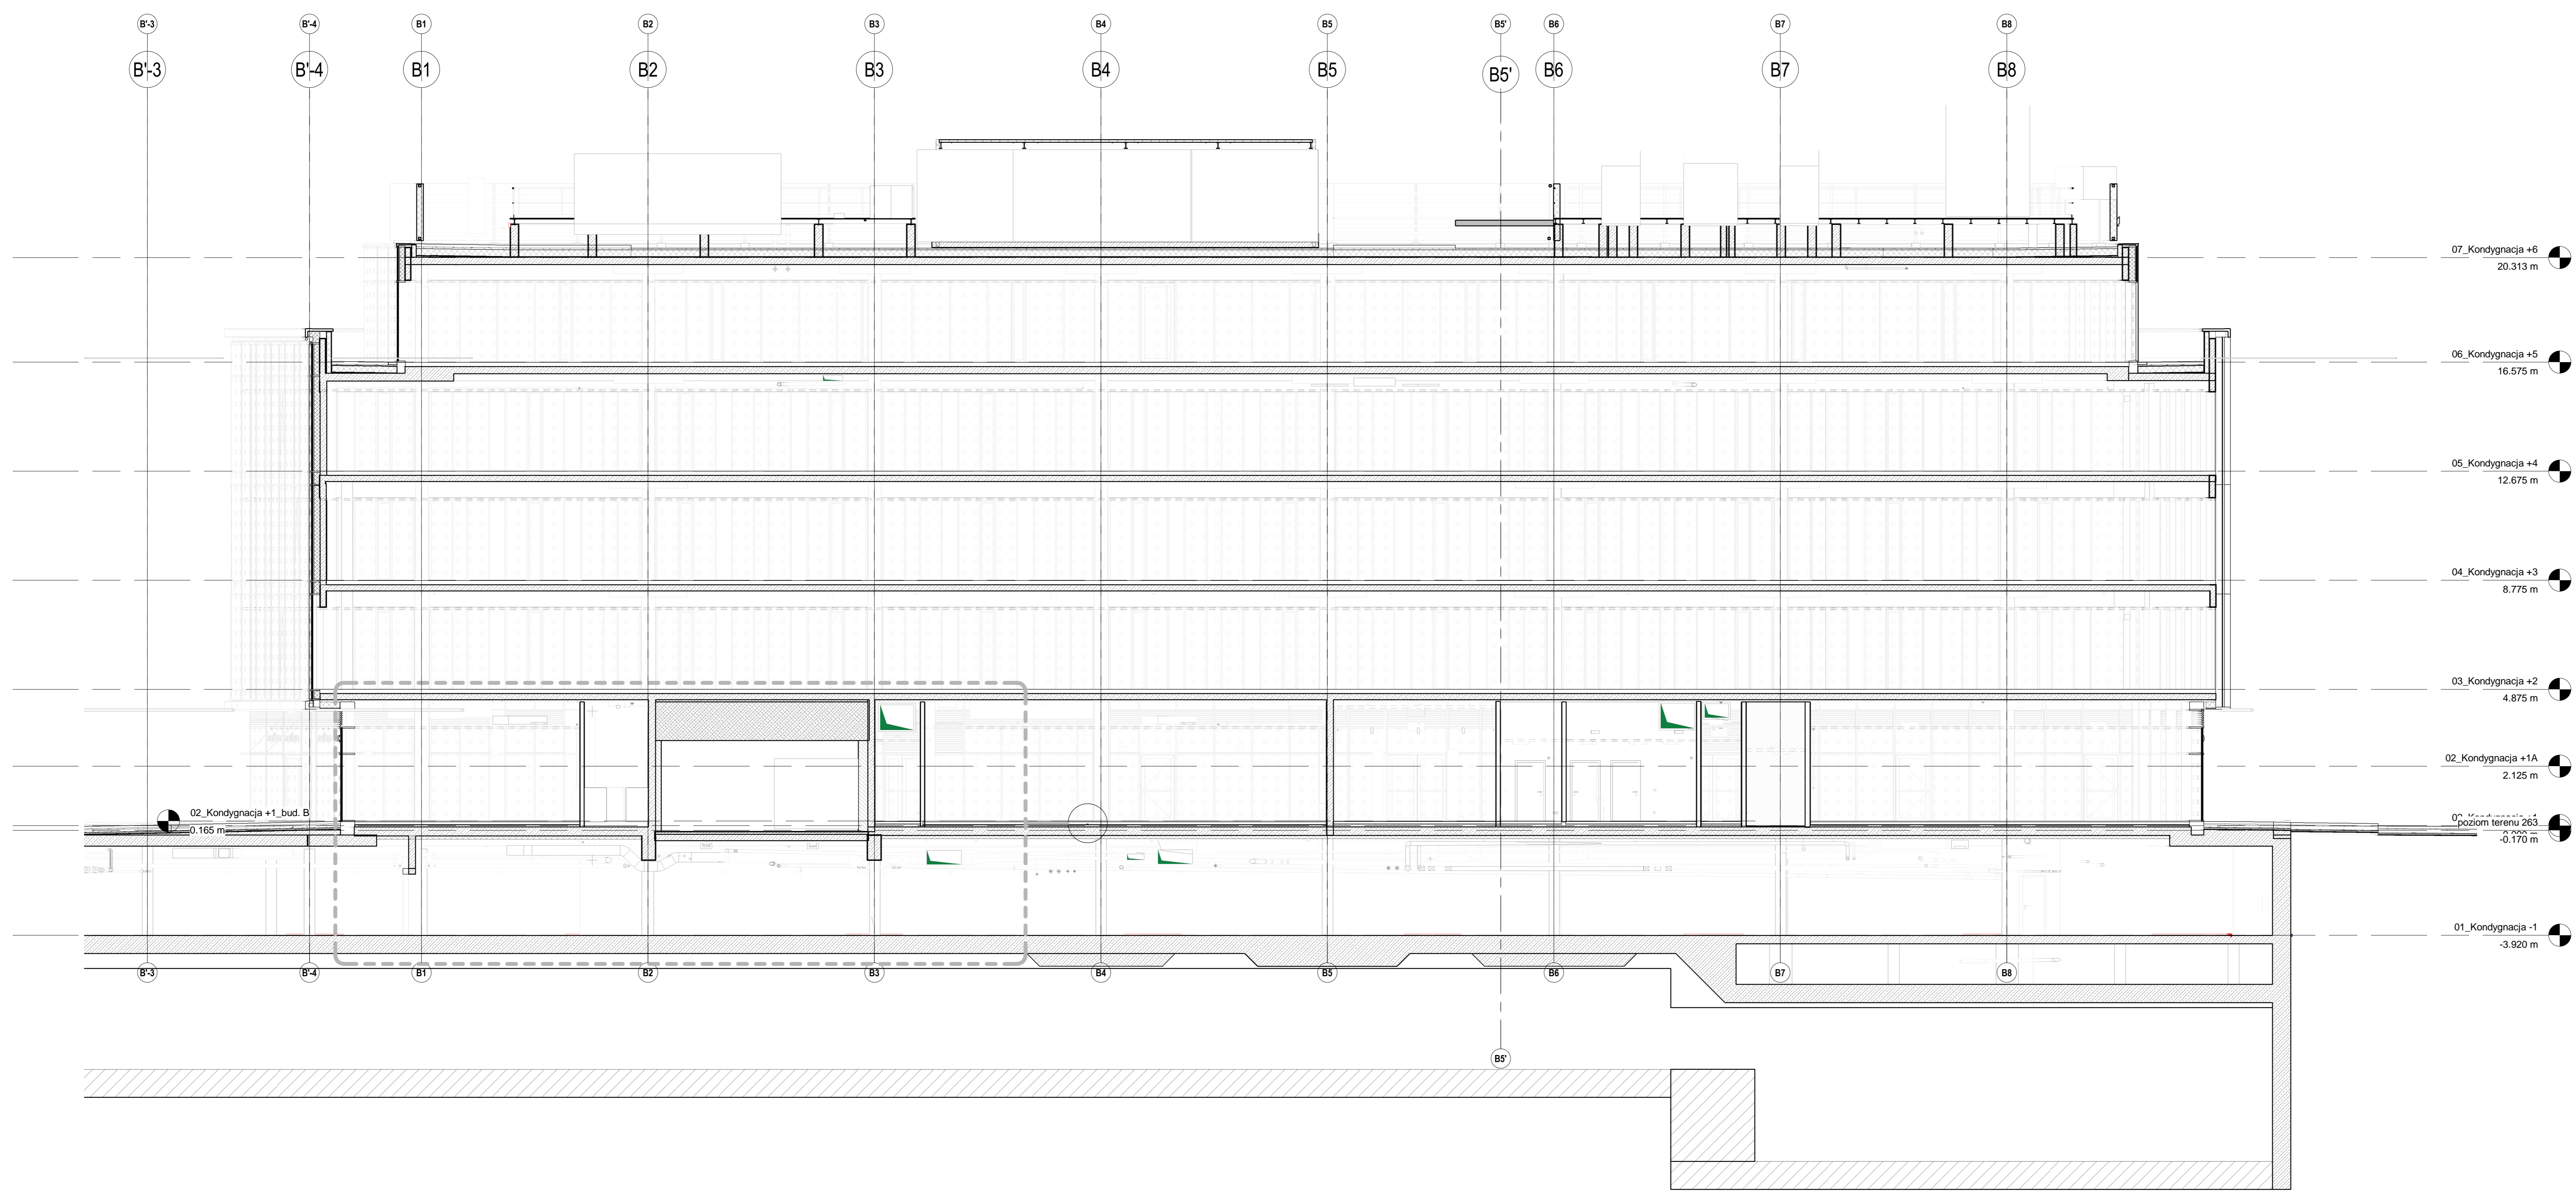 B'-3 B'-4 B1 B2 B3 B4 B5 B5' B6 B7 B8
B'-3 B'-4 B1 B2 B3 B4 B5 B5' B6 B7 B8
07_Kondygnacja +6
20.313 m
06_Kondygnacja +5
16.575 m
05_Kondygnacja +4
12.675 m
04_Kondygnacja +3
8.775 m
03_Kondygnacja +2
4.875 m
02_Kondygnacja +1A
2.125 m
02_Kondygnacja +1_bud. B
0.165 m
poziom terenu 263
-0.170 m
01_Kondygnacja -1
-3.920 m
B'-3 B'-4 B1 B2 B3 B4 B5 B6 B7 B8
B5'